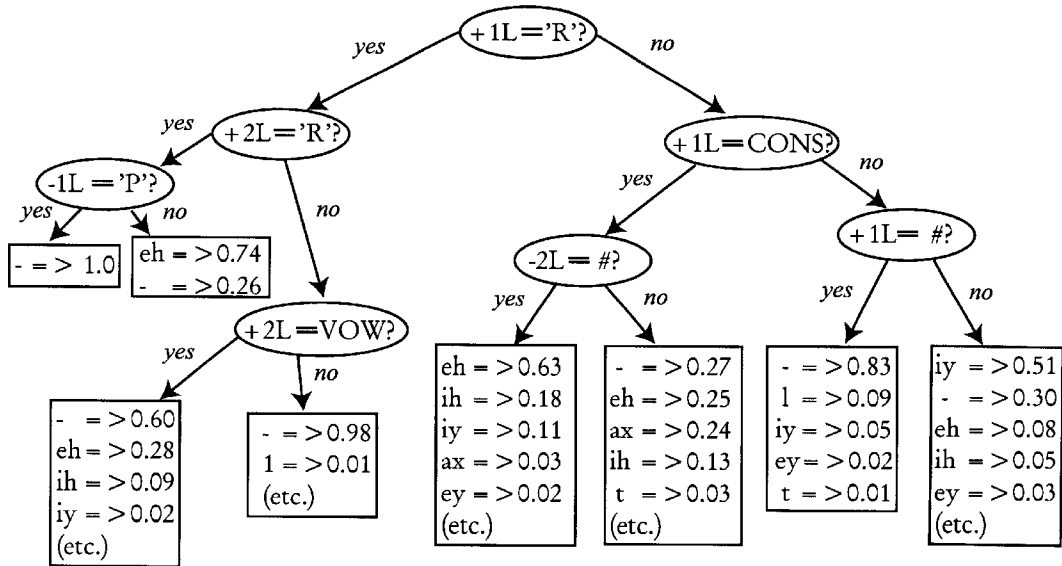 +1L='R'?
yes
no
+2L='R'?
+1L=CONS?
yes
no
yes
no
-1L='P'?
-2L=#?
+1L= #?
yes
no
yes
no
yes
no
- => 1.0
eh =>0.74
- =>0.26
+2L=VOW?
yes
no
- =>0.60
eh =>0.28
ih =>0.09
iy =>0.02
(etc.)
- =>0.98
1 =>0.01
(etc.)
eh =>0.63
ih =>0.18
iy =>0.11
ax =>0.03
ey =>0.02
(etc.)
- =>0.27
eh =>0.25
ax =>0.24
ih =>0.13
t =>0.03
(etc.)
- =>0.83
l =>0.09
iy =>0.05
ey =>0.02
t =>0.01
iy =>0.51
- =>0.30
eh =>0.08
ih =>0.05
ey =>0.03
(etc.)